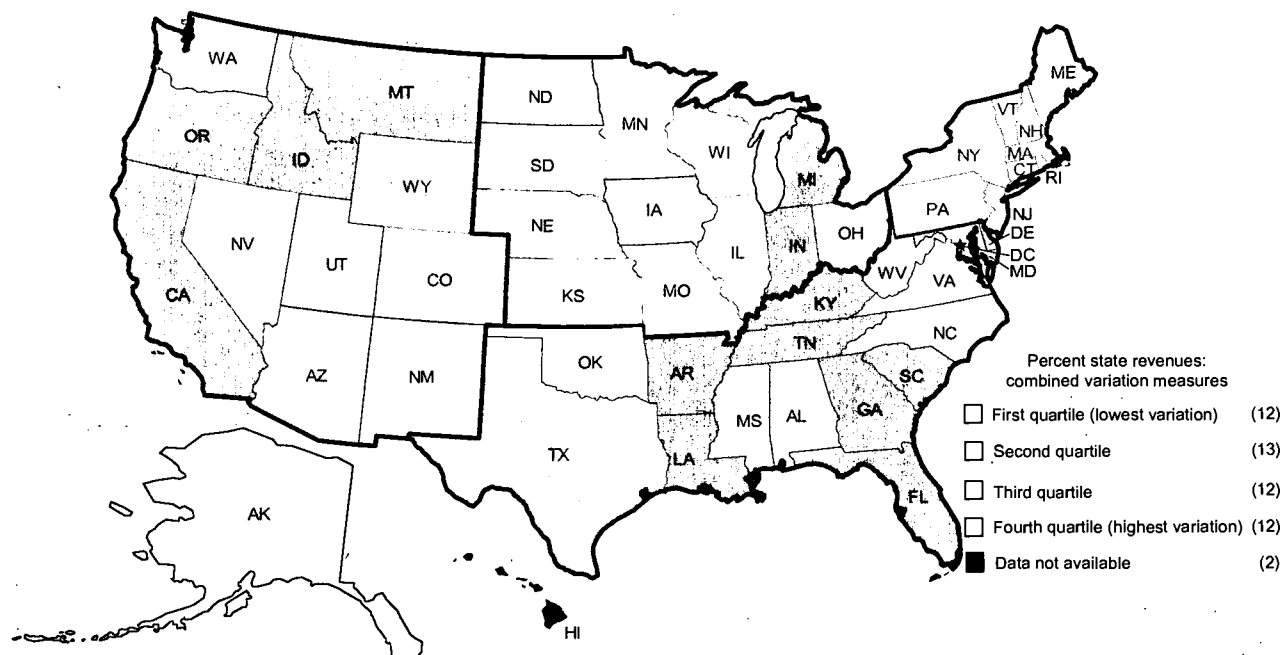 WA
MT
ND
MN
ME
VT
NH
OR
ID
WY
SD
WI
MI
NY
MA
CT
RI
NV
UT
CO
NE
IA
IL
IN
OH
PA
NJ
DE
DC
MD
CA
KS
MO
KY
WV
VA
AZ
NM
OK
AR
TN
NC
SC
MS
AL
GA
TX
LA
FL
AK
HI
Percent state revenues:
combined variation measures
First quartile (lowest variation) (12)
Second quartile (13)
Third quartile (12)
Fourth quartile (highest variation) (12)
Data not available (2)